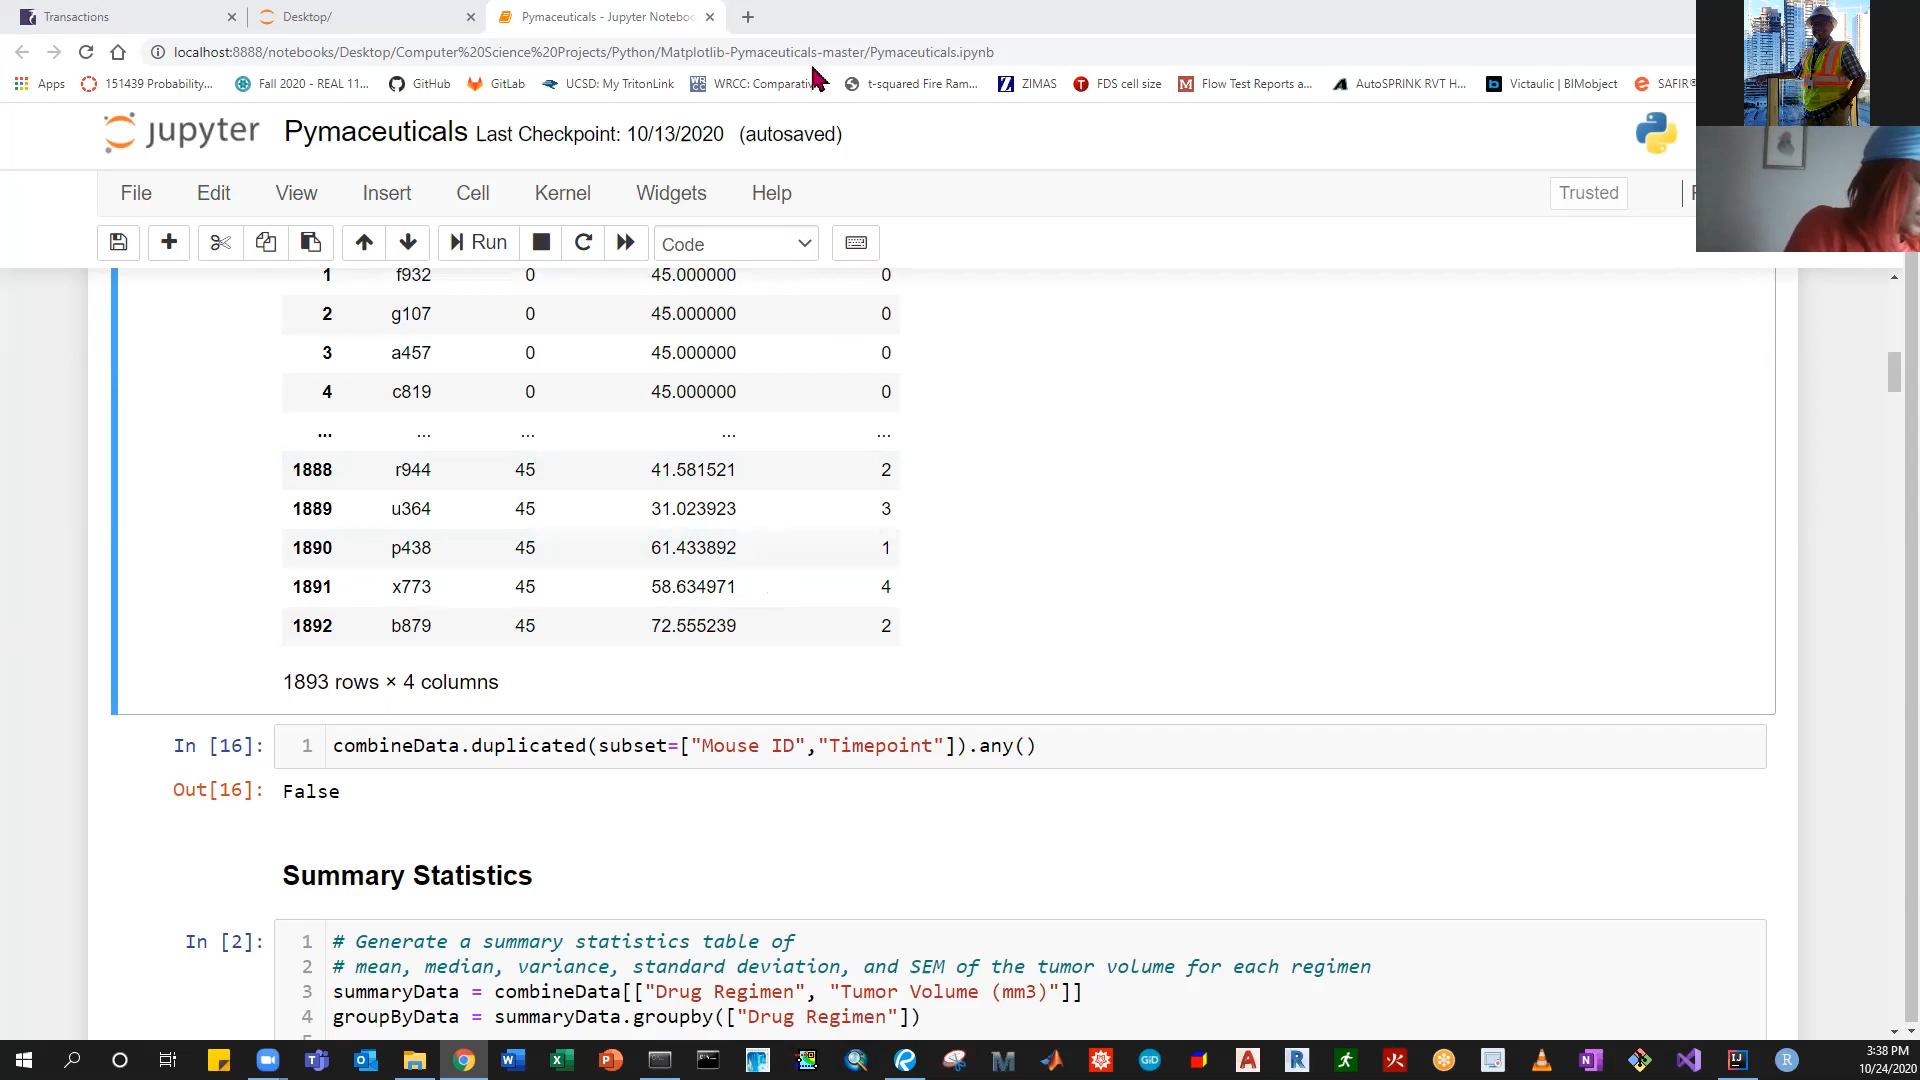 Transactions
Desktop/
Pymaceuticals - Jupyter Noteboo
localhost:8888/notebooks/Desktop/Computer%20Science%20Projects/Python/Matplotlib-Pymaceuticals-master/Pymaceuticals.ipynb
Apps 151439 Probability... Fall 2020 - REAL 11... GitHub GitLab UCSD: My TritonLink WRCC: Comparativ t-squared Fire Ram... ZIMAS FDS cell size Flow Test Reports a... AutoSPRINK RVT H... Victaulic | BIMobject SAFIR
jupyter Pymaceuticals Last Checkpoint: 10/13/2020 (autosaved)
File Edit View Insert Cell Kernel Widgets Help Trusted
Run Code
1 f932 0 45.000000 0
2 g107 0 45.000000 0
3 a457 0 45.000000 0
4 c819 0 45.000000 0
... ... ... ... ...
1888 r944 45 41.581521 2
1889 u364 45 31.023923 3
1890 p438 45 61.433892 1
1891 x773 45 58.634971 4
1892 b879 45 72.555239 2
1893 rows × 4 columns
In [16]: 1 combineData.duplicated(subset=["Mouse ID","Timepoint"]).any()
Out[16]: False
Summary Statistics
In [2]: 1 # Generate a summary statistics table of
2 # mean, median, variance, standard deviation, and SEM of the tumor volume for each regimen
3 summaryData = combineData[["Drug Regimen", "Tumor Volume (mm3)"]]
4 groupByData = summaryData.groupby(["Drug Regimen"])
3:38 PM
10/24/2020